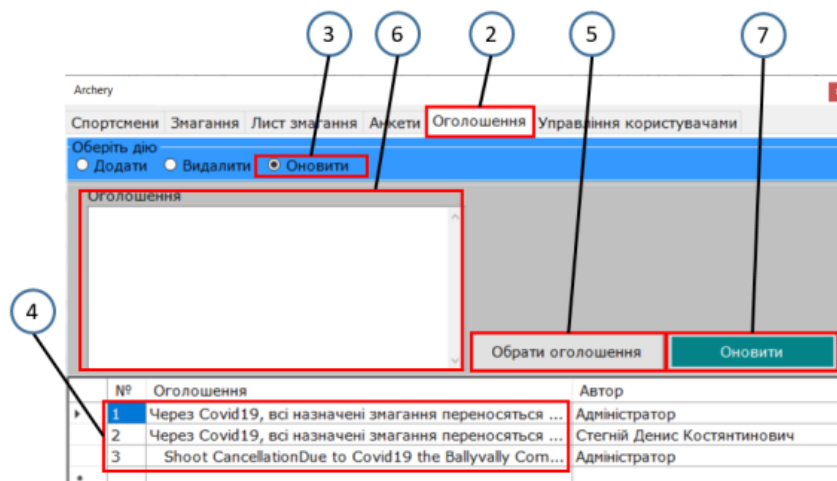 3 6 2 5 7
Archery
Спортсмени Змагання Лист змагання Анкети Оголошення Управління користувачами
Оберіть дію
Додати Видалити Оновити
Оголошення
4
Обрати оголошення Оновити
№ Оголошення Автор
1 Через Covid19, всі назначені змагання переносяться ... Адміністратор
2 Через Covid19, всі назначені змагання переносяться ... Стегній Денис Костянтинович
3 Shoot CancellationDue to Covid19 the Ballyvally Com... Адміністратор